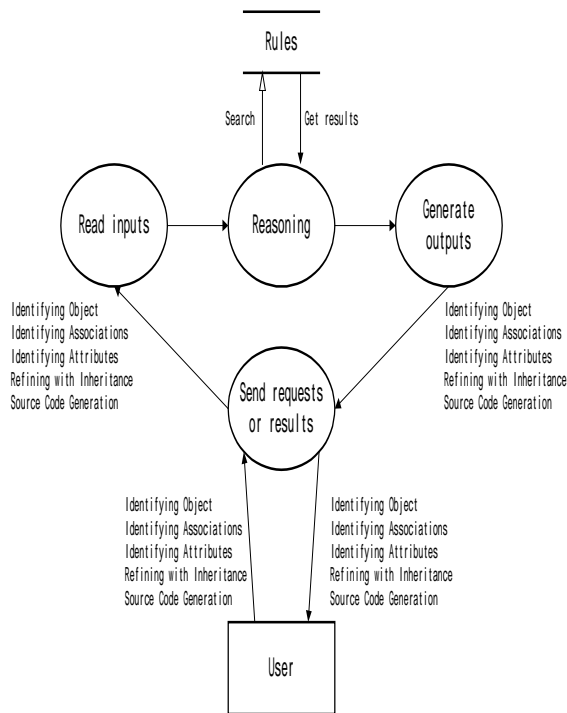 Rules
Search
Get results
Read inputs
Reasoning
Generate
outputs
Identifying Object
Identifying Associations
Identifying Attributes
Refining with Inheritance
Source Code Generation
Identifying Object
Identifying Associations
Identifying Attributes
Refining with Inheritance
Source Code Generation
Send requests
or results
Identifying Object
Identifying Associations
Identifying Attributes
Refining with Inheritance
Source Code Generation
Identifying Object
Identifying Associations
Identifying Attributes
Refining with Inheritance
Source Code Generation
User